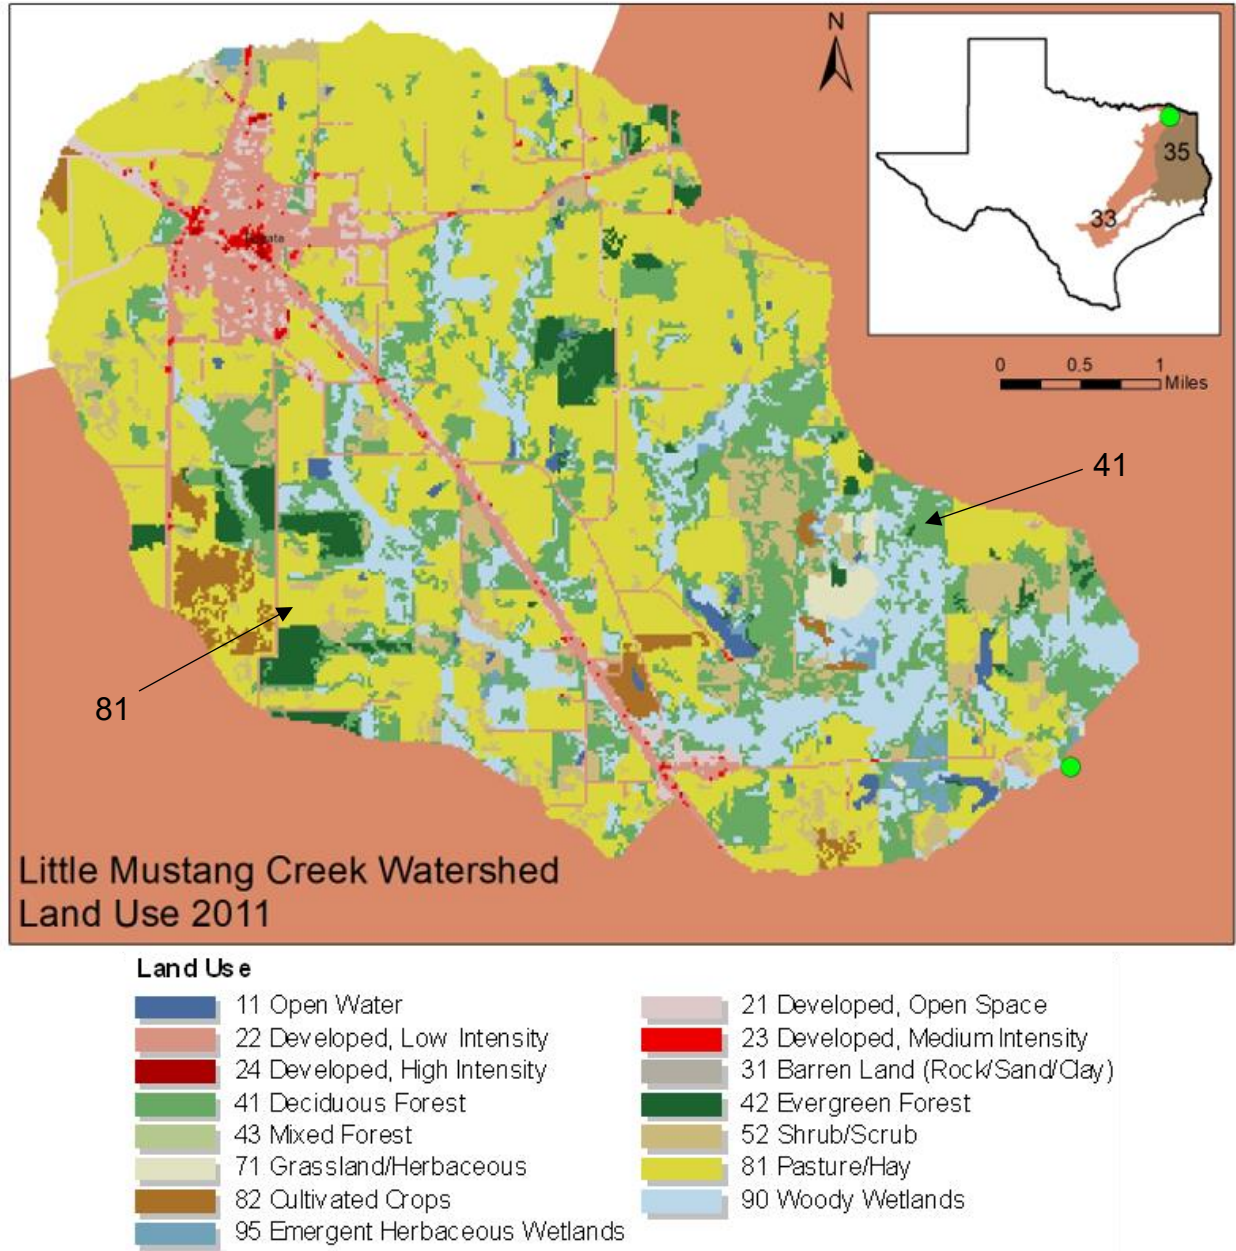 N
35
33
0 0.5 1
Miles
41
81
Little Mustang Creek Watershed
Land Use 2011
Land Use
11 Open Water
22 Developed, Low Intensity
24 Developed, High Intensity
41 Deciduous Forest
43 Mixed Forest
71 Grassland/Herbaceous
82 Cultivated Crops
95 Emergent Herbaceous Wetlands
21 Developed, Open Space
23 Developed, Medium Intensity
31 Barren Land (Rock/Sand/Clay)
42 Evergreen Forest
52 Shrub/Scrub
81 Pasture/Hay
90 Woody Wetlands